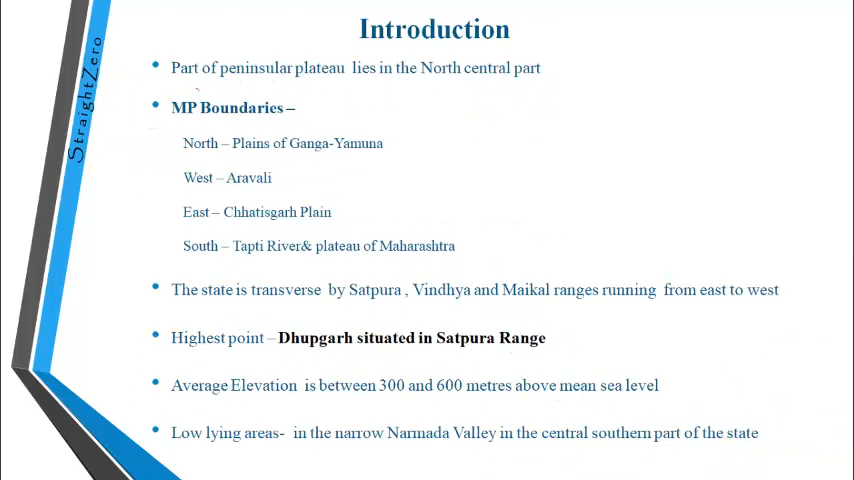 StraightZero
Introduction
• Part of peninsular plateau lies in the North central part
• MP Boundaries –
North – Plains of Ganga-Yamuna
West – Aravali
East – Chhatisgarh Plain
South – Tapti River& plateau of Maharashtra
• The state is transverse by Satpura , Vindhya and Maikal ranges running from east to west
• Highest point – Dhupgarh situated in Satpura Range
• Average Elevation is between 300 and 600 metres above mean sea level
• Low lying areas- in the narrow Narmada Valley in the central southern part of the state